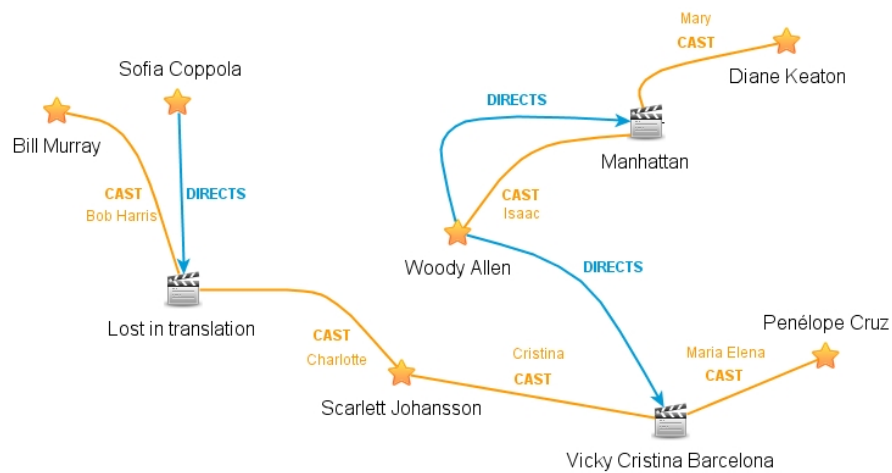 Mary
CAST
Diane Keaton
Sofia Coppola
DIRECTS
Bill Murray
Manhattan
CAST
Bob Harris
DIRECTS
CAST
Isaac
Woody Allen
DIRECTS
Lost in translation
CAST
Charlotte
Cristina
CAST
Maria Elena
CAST
Penélope Cruz
Scarlett Johansson
Vicky Cristina Barcelona